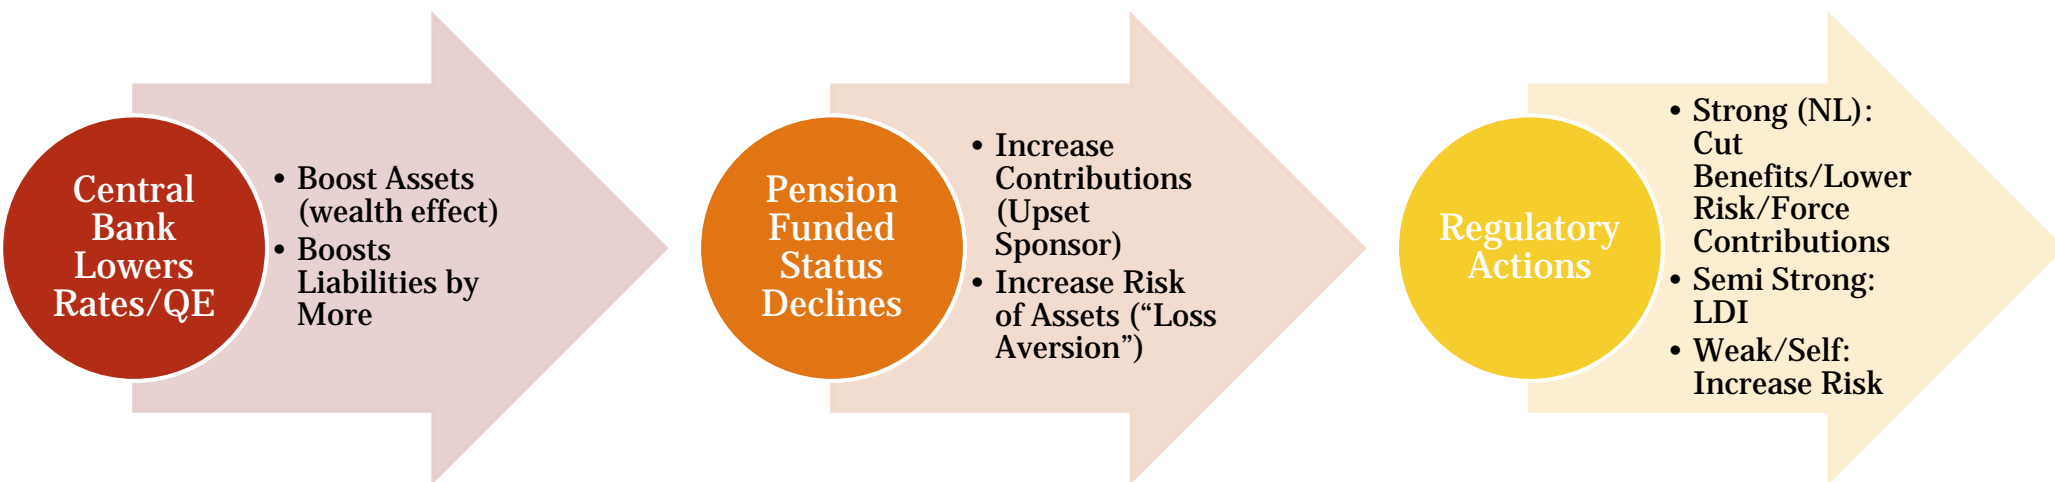 Central
Bank
Lowers
Rates/QE
• Boost Assets
(wealth effect)
• Boosts
Liabilities by
More
Pension
Funded
Status
Declines
• Increase
Contributions
(Upset
Sponsor)
• Increase Risk
of Assets (“Loss
Aversion”)
Regulatory
Actions
• Strong (NL):
Cut
Benefits/Lower
Risk/Force
Contributions
• Semi Strong:
LDI
• Weak/Self:
Increase Risk